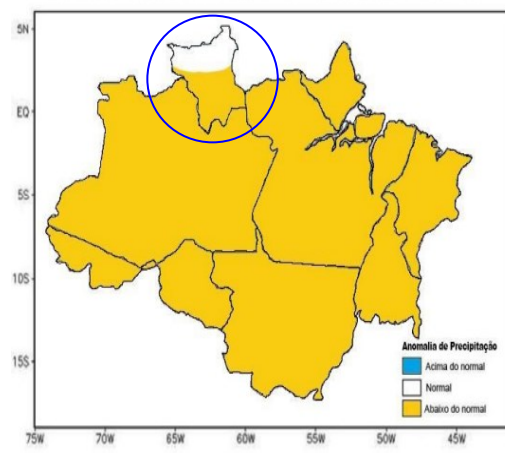 5N
EQ
5S
10S
15S
75W 70W 65W 60W 55W 50W 45W
Anomalia de Precipitação
Acima do normal
Normal
Abaixo do normal